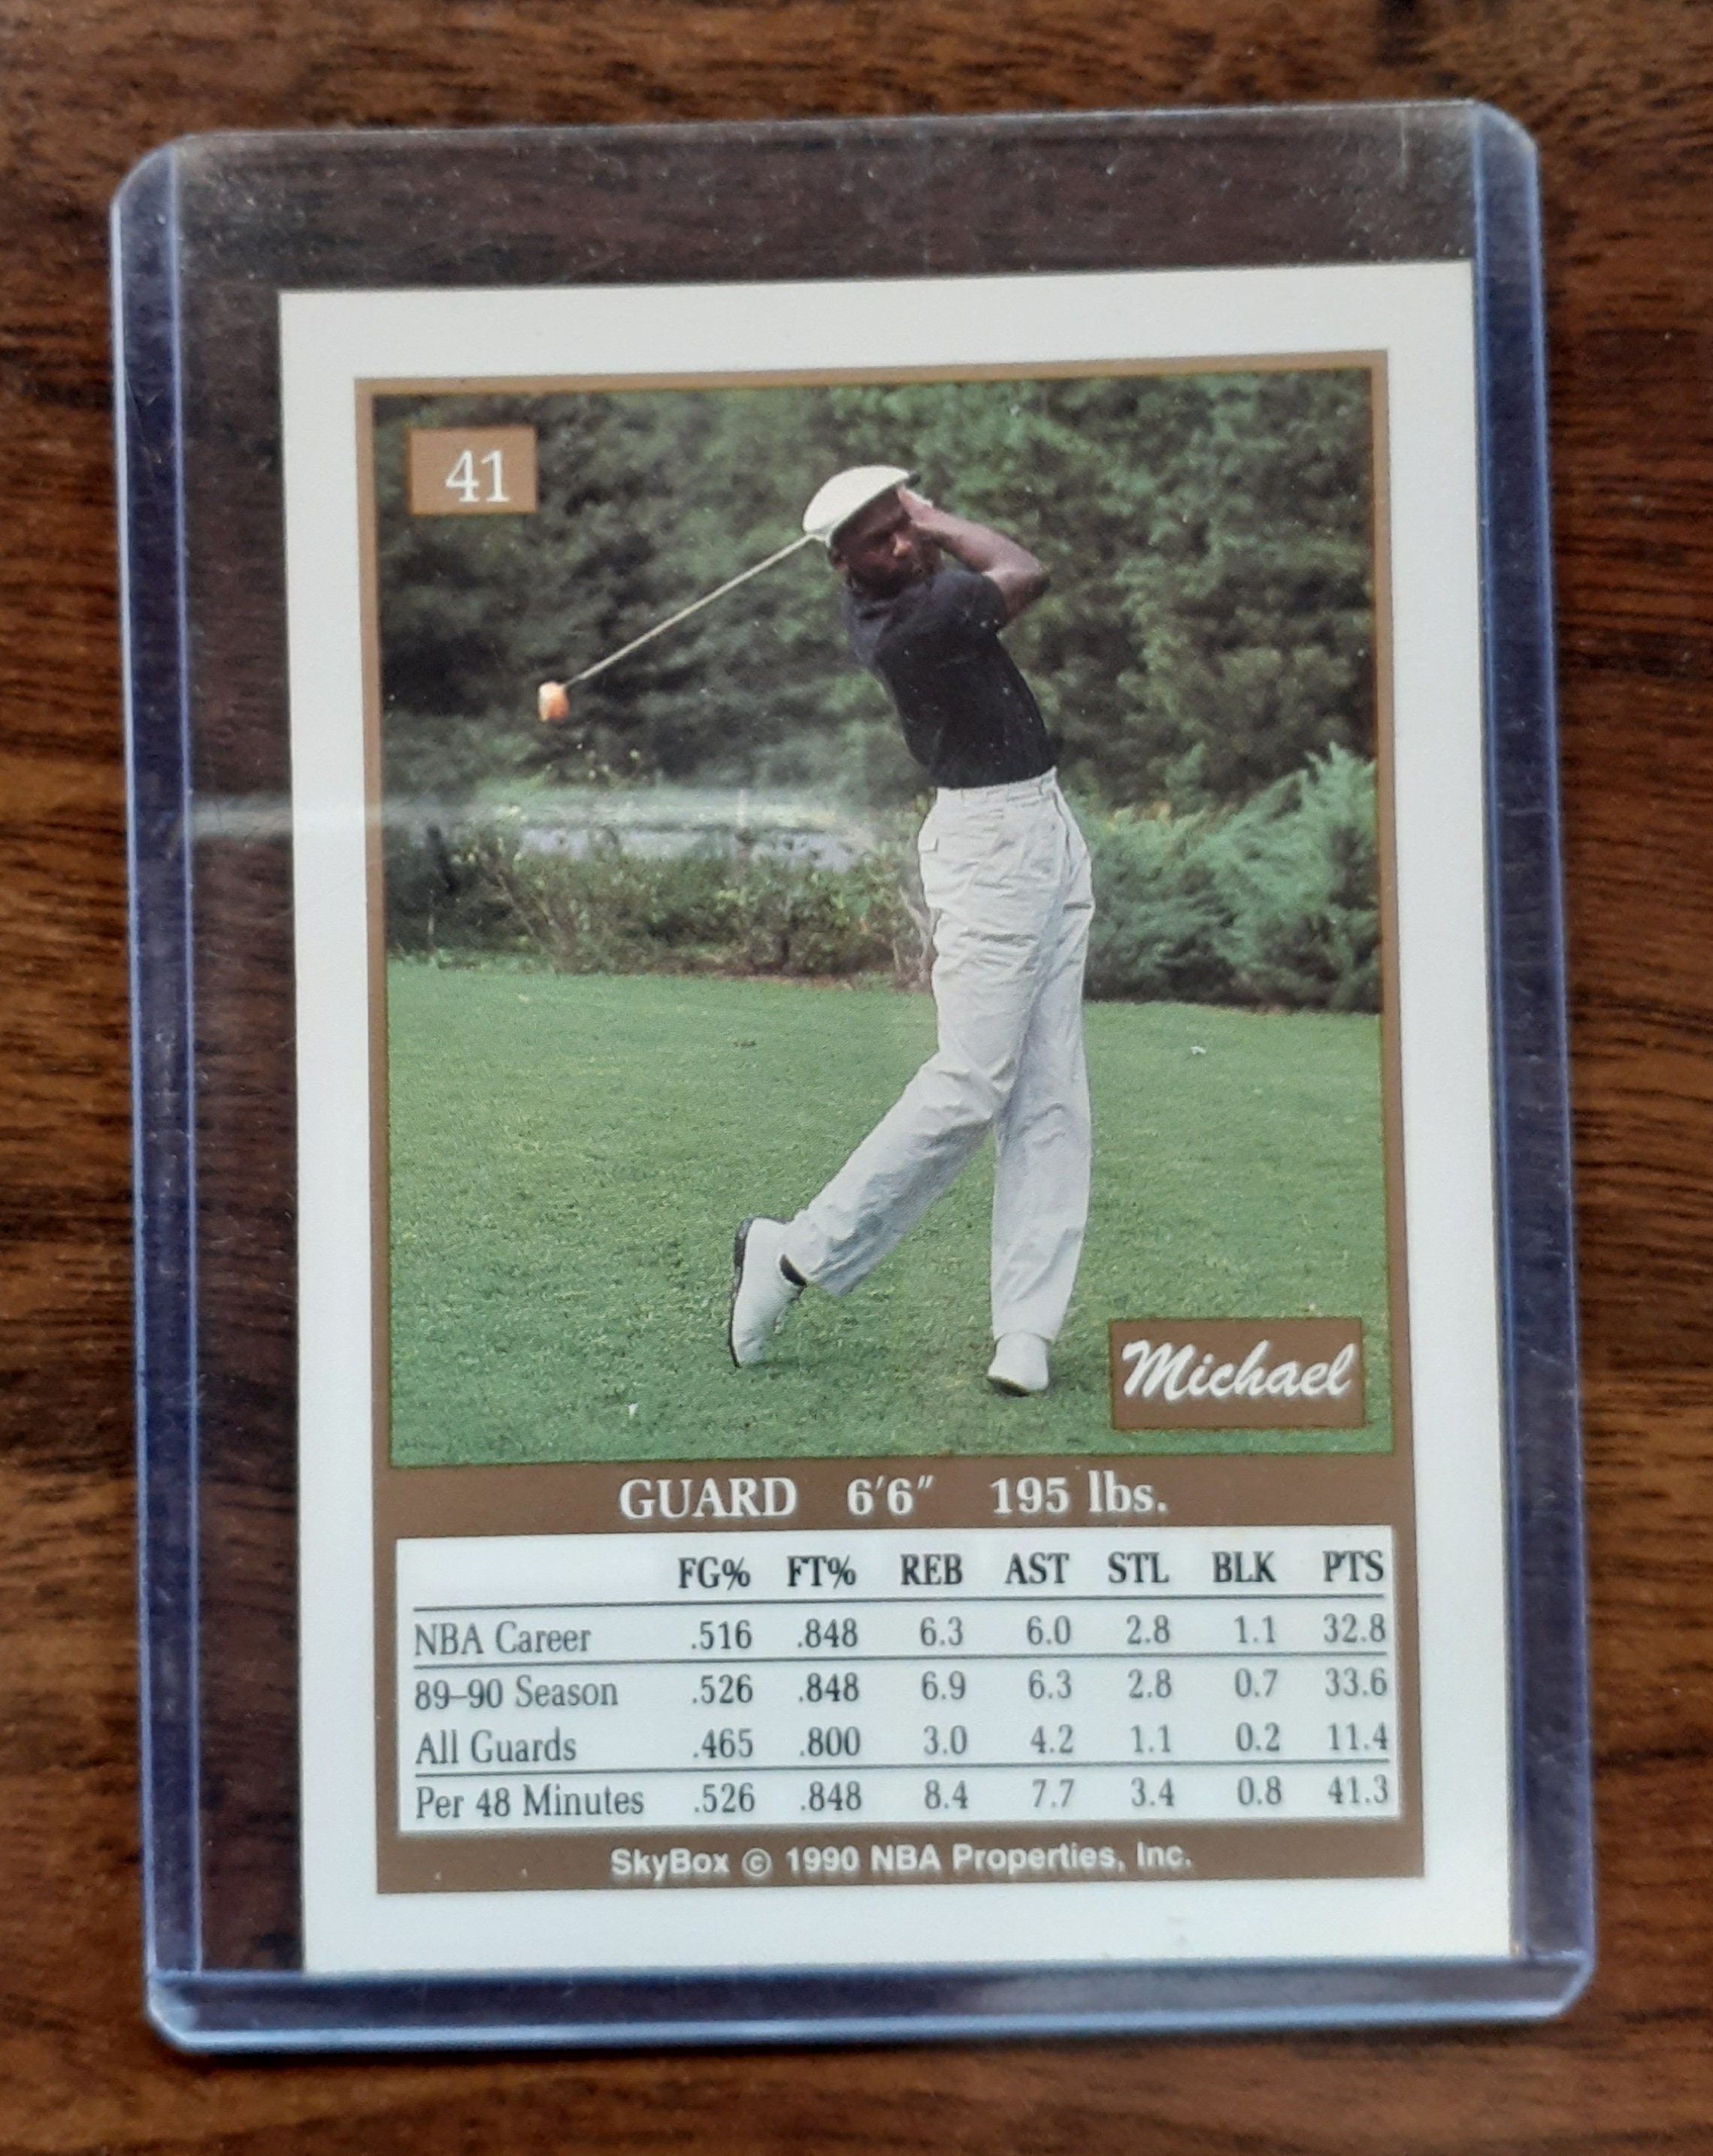 41
Michael
GUARD 6'6" 195 lbs.
FG% FT% REB AST STL BLK PTS
NBA Career .516 .848 6.3 6.0 2.8 1.1 32.8
89–90 Season .526 .848 6.9 6.3 2.8 0.7 33.6
All Guards .465 .800 3.0 4.2 1.1 0.2 11.4
Per 48 Minutes .526 .848 8.4 7.7 3.4 0.8 41.3
SkyBox © 1990 NBA Properties, Inc.